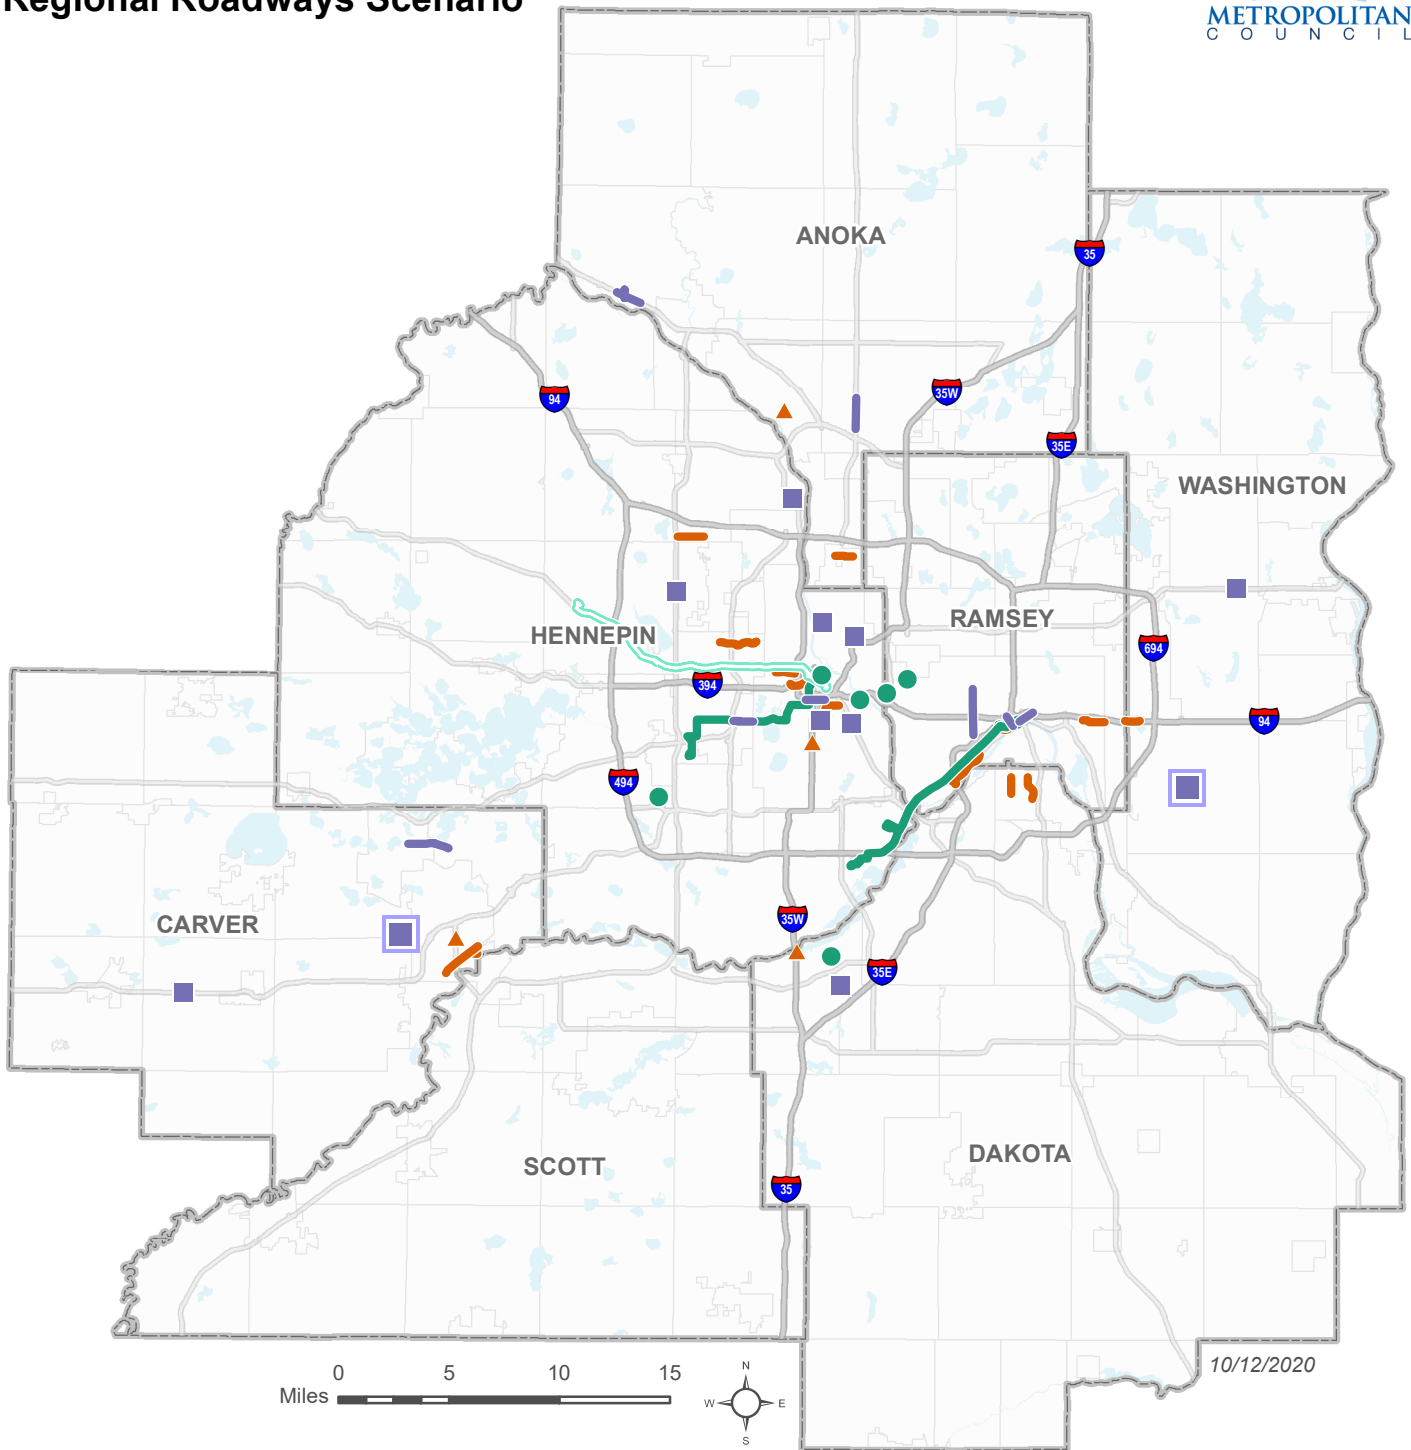 Regional Roadways Scenario
METROPOLITAN
COUNCIL
ANOKA
35
94
35W
35E
WASHINGTON
RAMSEY
HENNEPIN
694
394
94
494
CARVER
35W
35E
SCOTT
DAKOTA
35
0 5 10 15
Miles
N
W E
S
10/12/2020